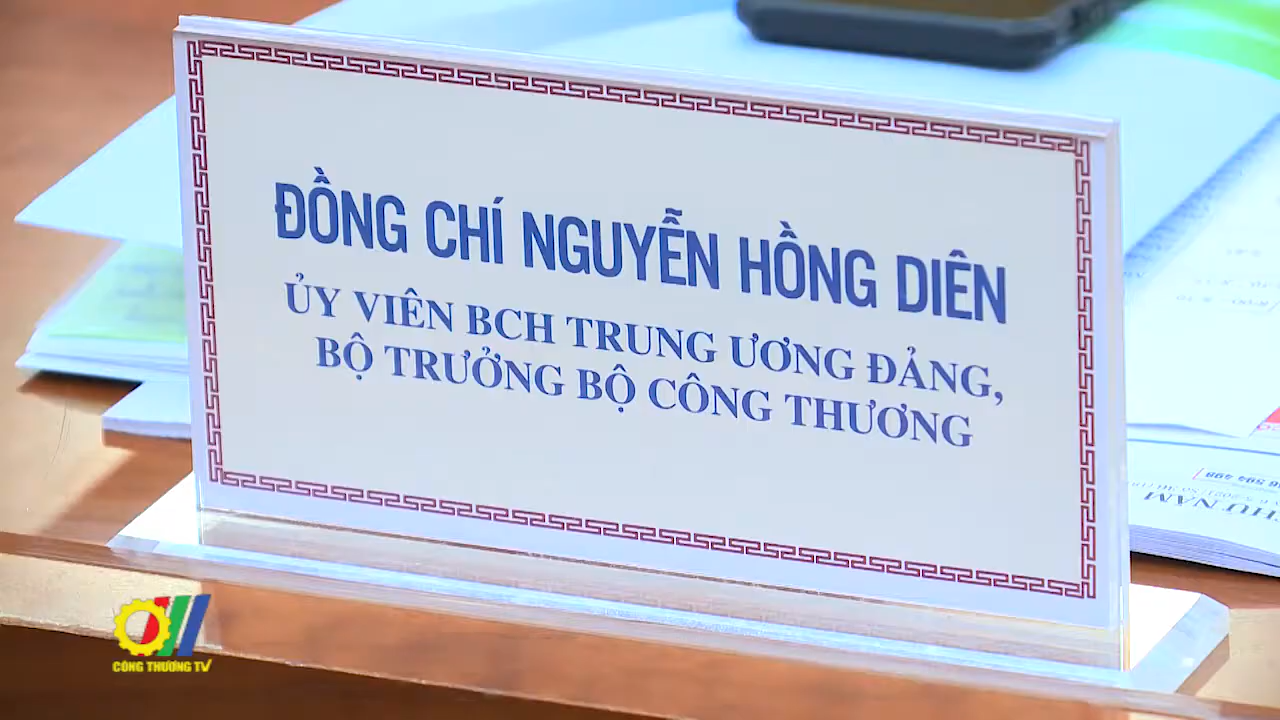 ĐỒNG CHÍ NGUYỄN HỒNG DIÊN
ỦY VIÊN BCH TRUNG ƯƠNG ĐẢNG,
BỘ TRƯỞNG BỘ CÔNG THƯƠNG
CÔNG THƯƠNG TV